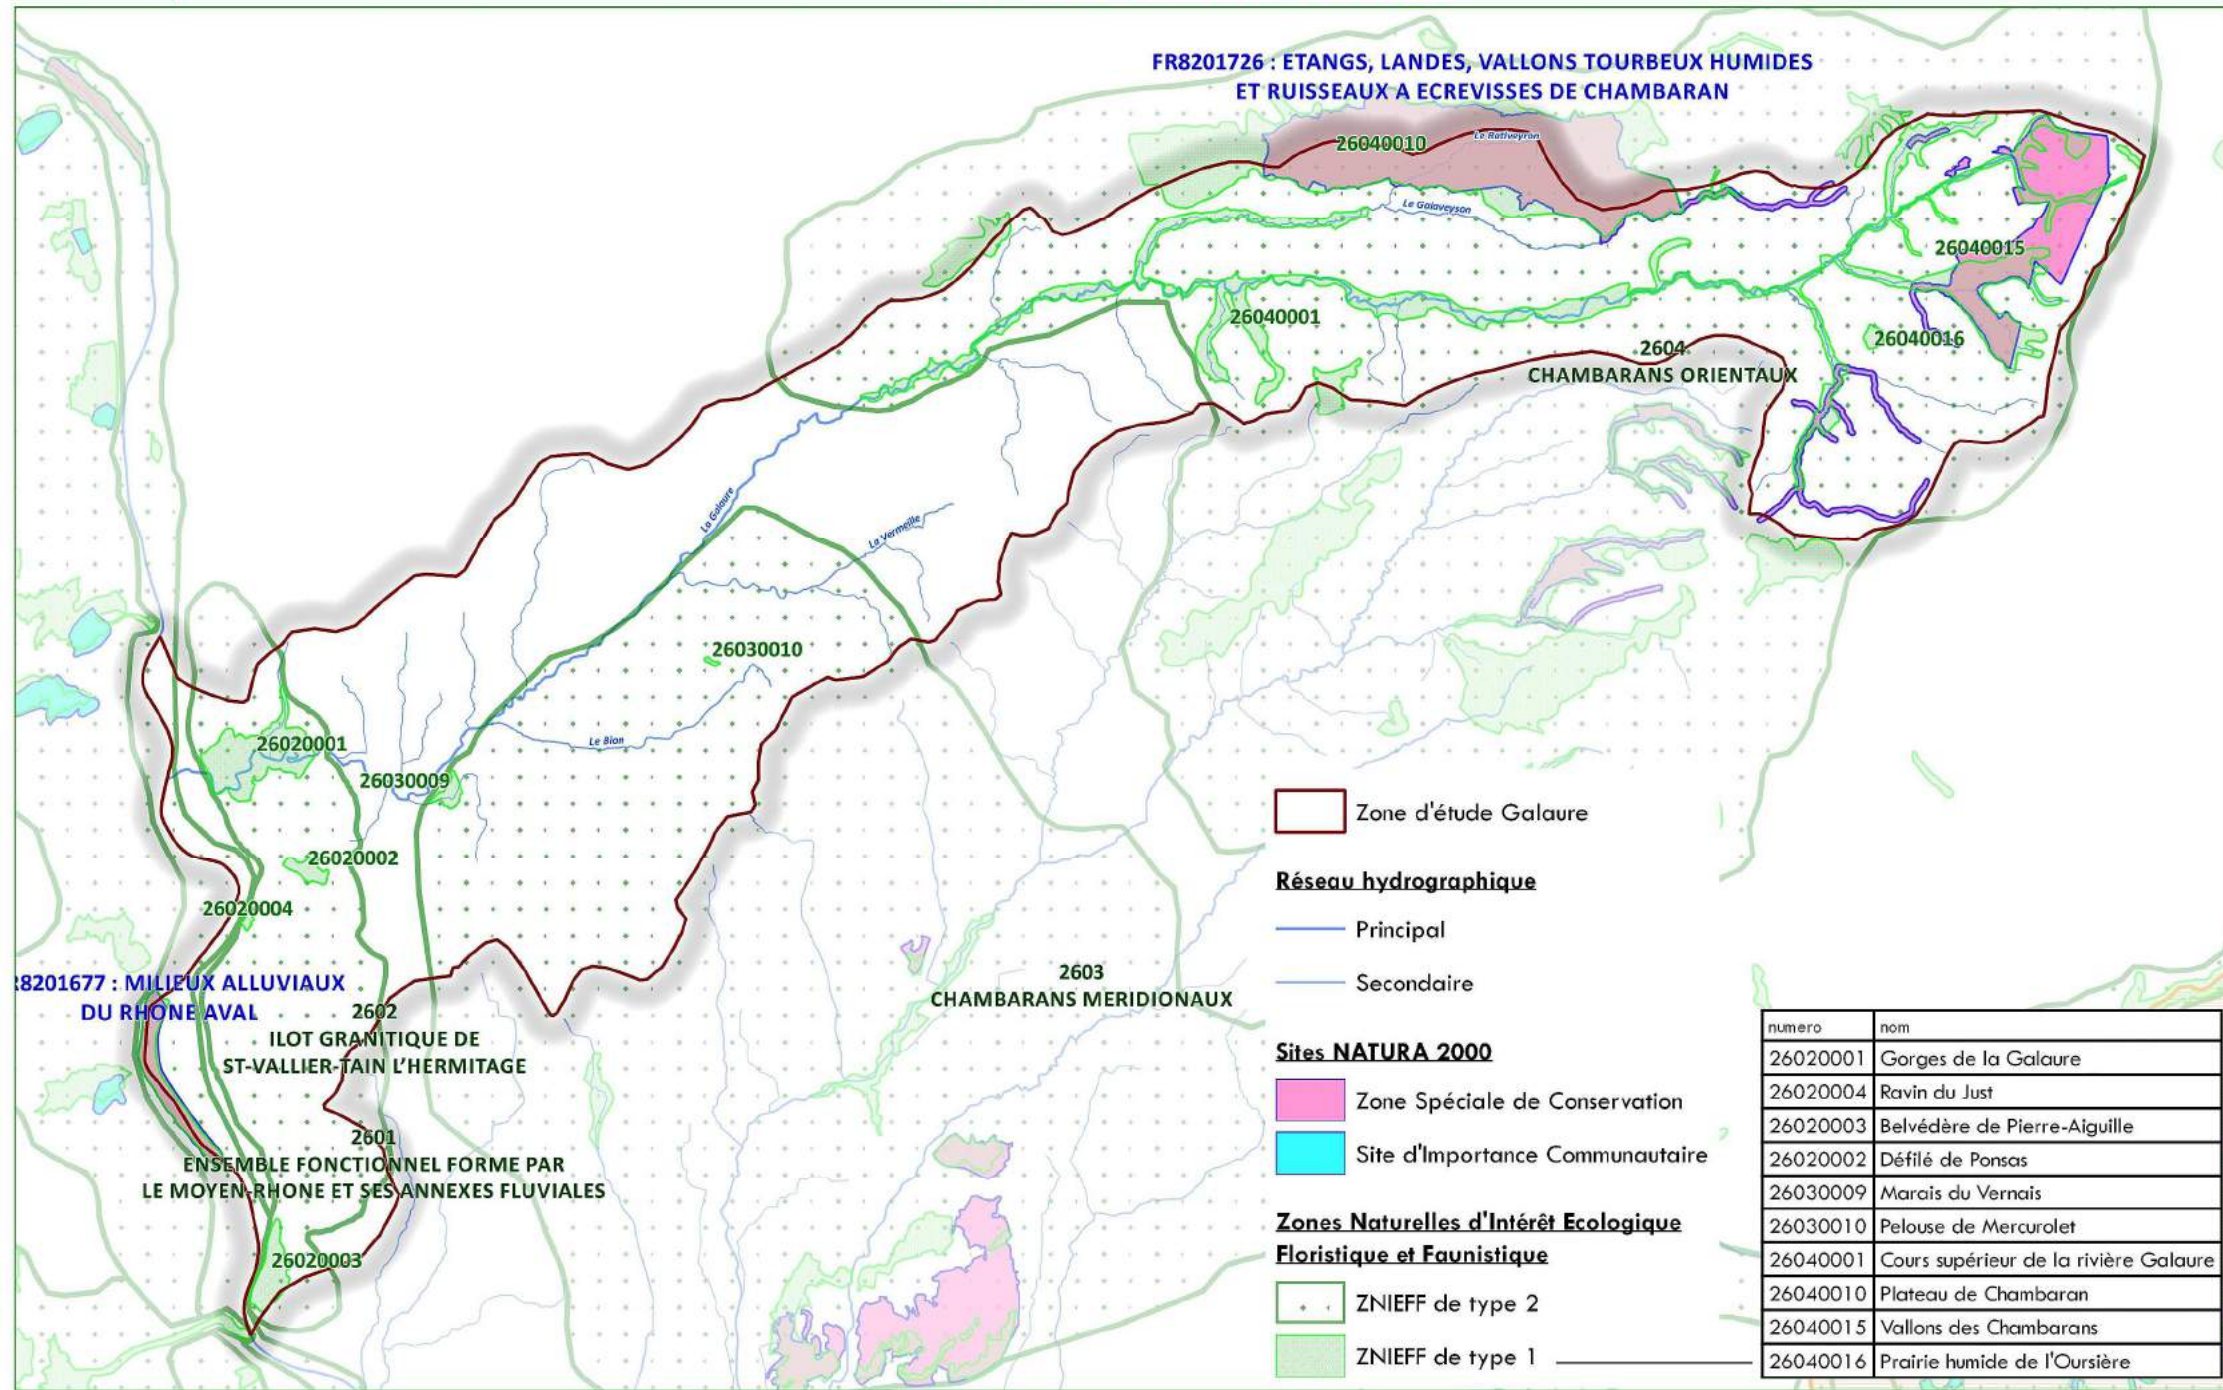 FR8201726 : ETANGS, LANDES, VALLONS TOURBEUX HUMIDES
ET RUISSEAUX A ECREVISSES DE CHAMBARAN
26040010
Le Rativeyron
Le Galaveyson
26040015
26040001
26040016
2604
CHAMBARANS ORIENTAUX
La Galaure
La Vermeille
26030010
Le Bion
26020001
26030009
26020002
26020004
R8201677 : MILIEUX ALLUVIAUX
DU RHONE AVAL
2602
ILOT GRANITIQUE DE
ST-VALLIER-TAIN L'HERMITAGE
2603
CHAMBARANS MERIDIONAUX
2601
ENSEMBLE FONCTIONNEL FORME PAR
LE MOYEN-RHONE ET SES ANNEXES FLUVIALES
26020003
Zone d'étude Galaure
Réseau hydrographique
Principal
Secondaire
Sites NATURA 2000
Zone Spéciale de Conservation
Site d'Importance Communautaire
Zones Naturelles d'Intérêt Ecologique
Floristique et Faunistique
ZNIEFF de type 2
ZNIEFF de type 1
numero nom
26020001 Gorges de la Galaure
26020004 Ravin du Just
26020003 Belvédère de Pierre-Aiguille
26020002 Défilé de Ponsas
26030009 Marais du Vernais
26030010 Pelouse de Mercurolet
26040001 Cours supérieur de la rivière Galaure
26040010 Plateau de Chambaran
26040015 Vallons des Chambarans
26040016 Prairie humide de l'Oursière